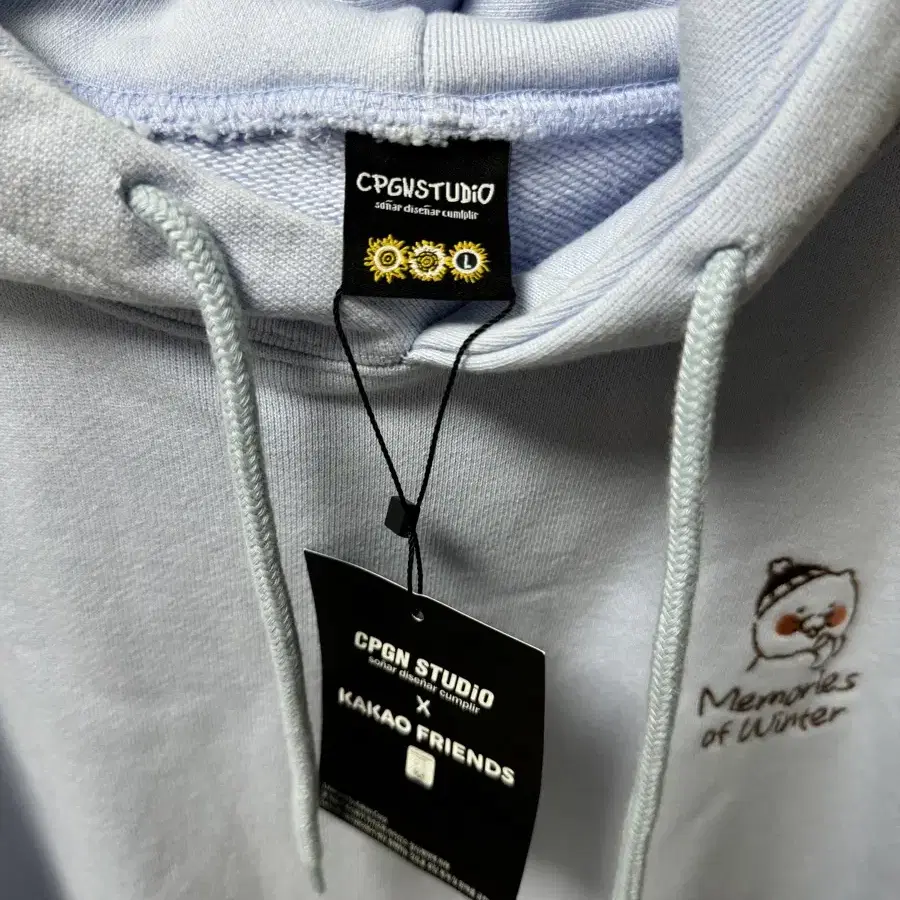 CPGNSTUDiO
soñar diseñar cumplir
L
CPGN STUDiO
soñar diseñar cumplir
X
KAKAO FRIENDS
Memories
of Winter